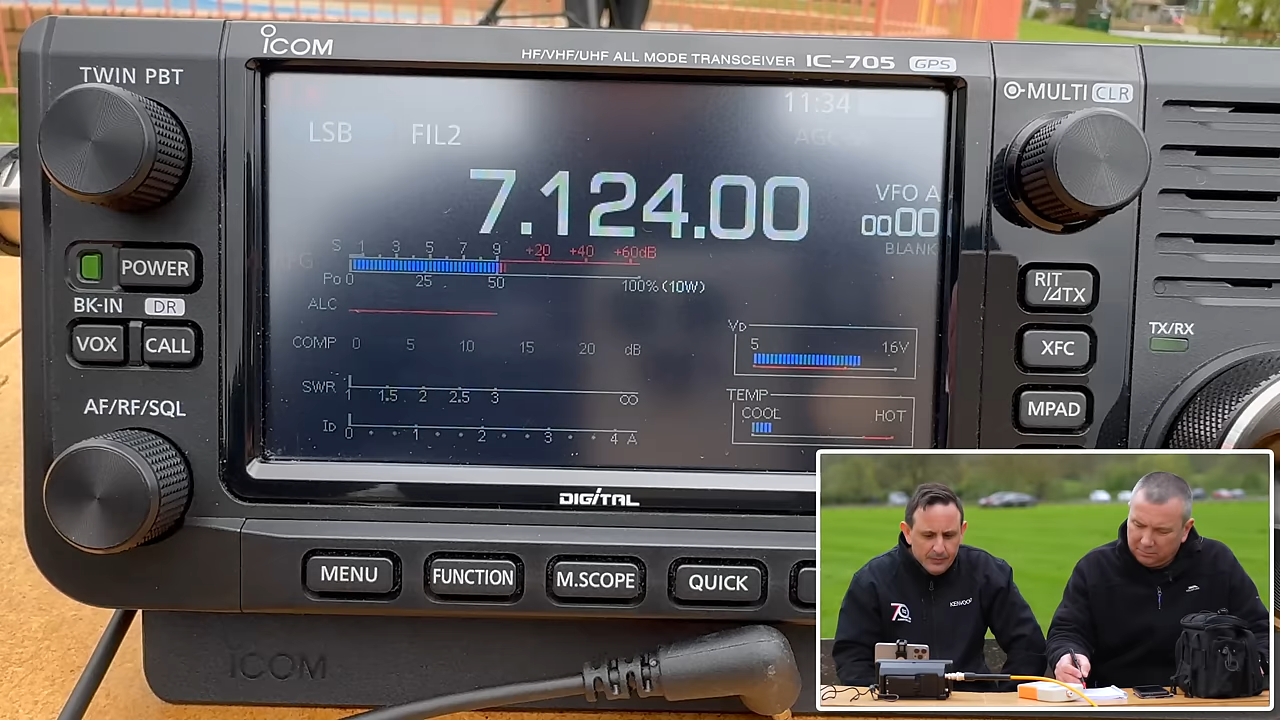 ICOM
HF/VHF/UHF ALL MODE TRANSCEIVER IC-705 GPS
TWIN PBT
MULTI CLR
11:34
LSB FIL2 AGC
7.124.00
VFO A
0000
BLANK
S 1 3 5 7 9 +20 +40 +60dB
Po 0 25 50 100% (10W)
ALC
COMP 0 5 10 15 20 dB
SWR 1 1.5 2 2.5 3 ∞
ID 0 1 2 3 4 A
VD
5 16V
TEMP
COOL HOT
POWER
BK-IN DR
VOX CALL
AF/RF/SQL
RIT
/⊿TX
XFC
MPAD
TX/RX
DIGITAL
MENU FUNCTION M.SCOPE QUICK
ICOM
KENWOOD
70